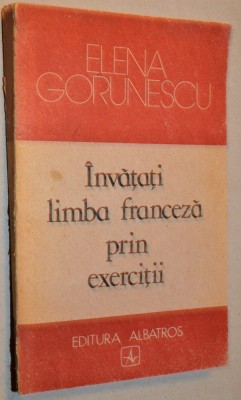 ELENA
GORUNESCU
Învățați
limba franceză
prin
exerciții
EDITURA ALBATROS
A